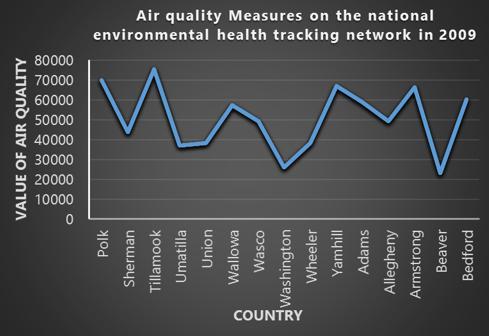 Air quality Measures on the national
environmental health tracking network in 2009
VALUE OF AIR QUALITY
80000
70000
60000
50000
40000
30000
20000
10000
0
Polk
Sherman
Tillamook
Umatilla
Union
Wallowa
Wasco
Washington
Wheeler
Yamhill
Adams
Allegheny
Armstrong
Beaver
Bedford
COUNTRY